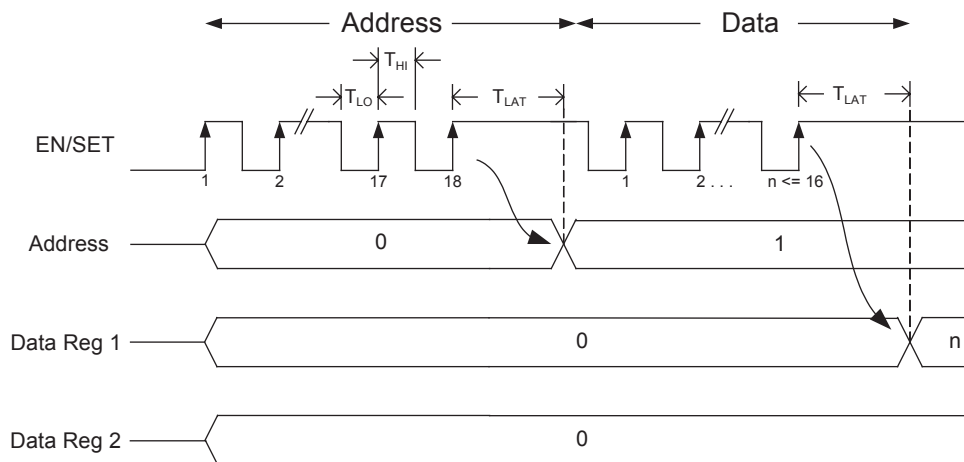 Address Data
T_HI
T_LO T_LAT T_LAT
EN/SET
1 2 17 18 1 2 . . . n <= 16
Address 0 1
Data Reg 1 0 n
Data Reg 2 0